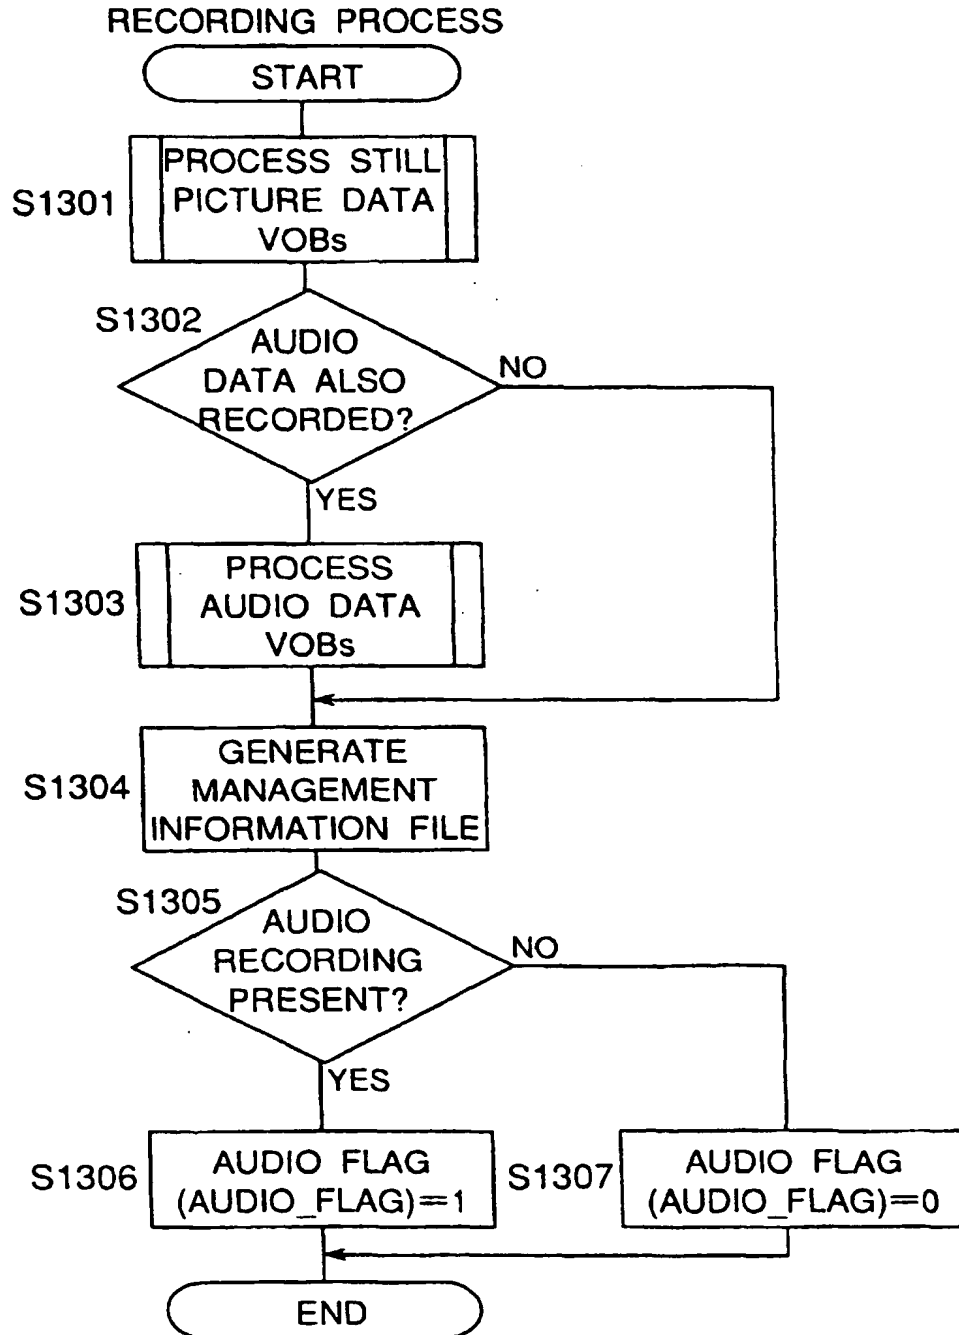 RECORDING PROCESS
START
S1301
PROCESS STILL
PICTURE DATA
VOBs
S1302
AUDIO
DATA ALSO
RECORDED?
NO
YES
S1303
PROCESS
AUDIO DATA
VOBs
S1304
GENERATE
MANAGEMENT
INFORMATION FILE
S1305
AUDIO
RECORDING
PRESENT?
NO
YES
S1306
AUDIO FLAG
(AUDIO_FLAG)=1
S1307
AUDIO FLAG
(AUDIO_FLAG)=0
END